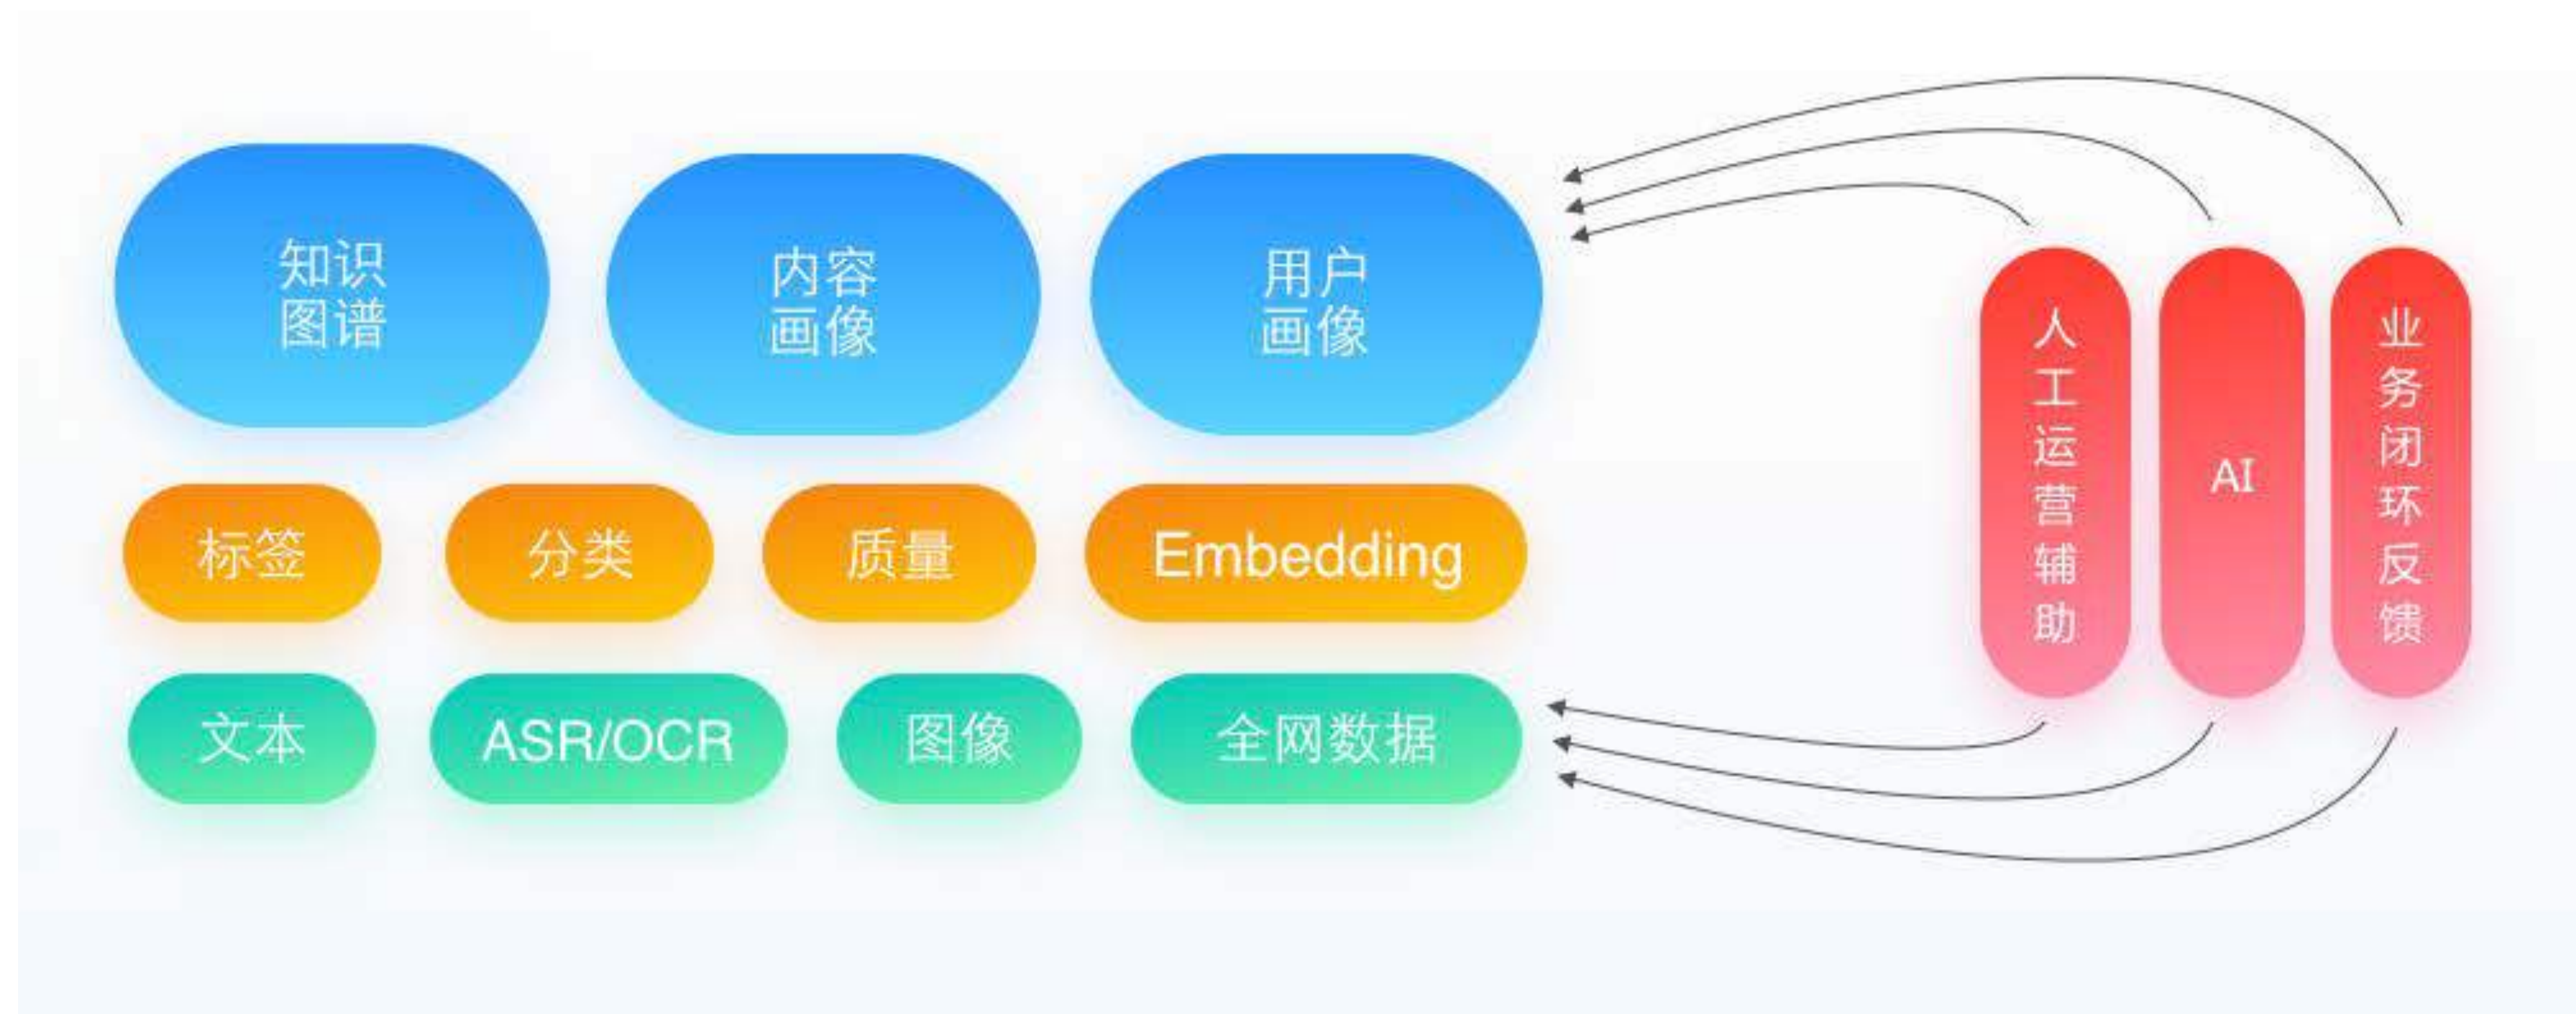 知识
图谱
内容
画像
用户
画像
标签
分类
质量
Embedding
文本
ASR/OCR
图像
全网数据
人工运营辅助
AI
业务闭环反馈